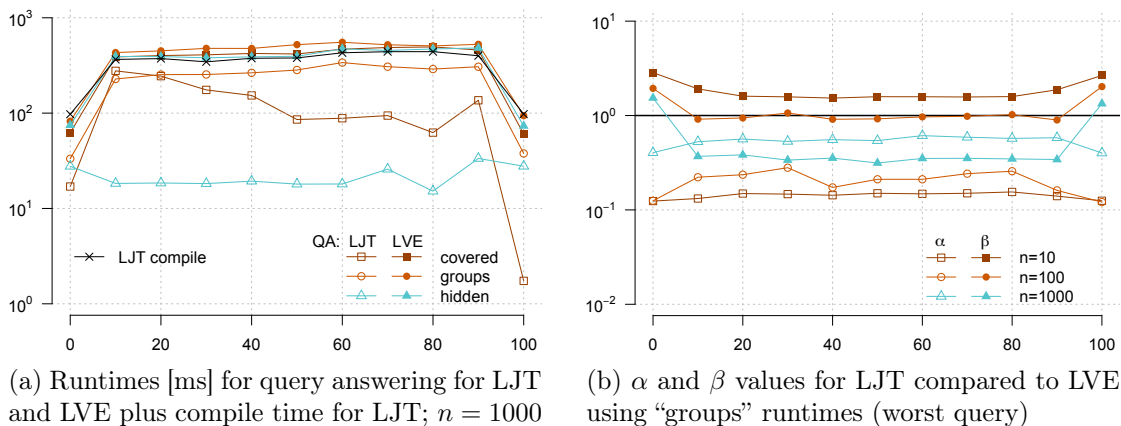 10³
10²
10¹
10⁰
0 20 40 60 80 100
LJT compile
QA: LJT LVE
covered
groups
hidden
(a) Runtimes [ms] for query answering for LJT
and LVE plus compile time for LJT; n = 1000
10¹
10⁰
10⁻¹
10⁻²
0 20 40 60 80 100
α β
n=10
n=100
n=1000
(b) α and β values for LJT compared to LVE
using “groups” runtimes (worst query)